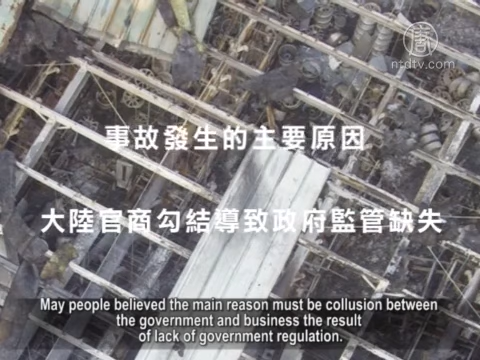 ntdtv.com
事故發生的主要原因
大陸官商勾結導致政府監管缺失
May people believed the main reason must be collusion between
the government and business the result
of lack of government regulation.